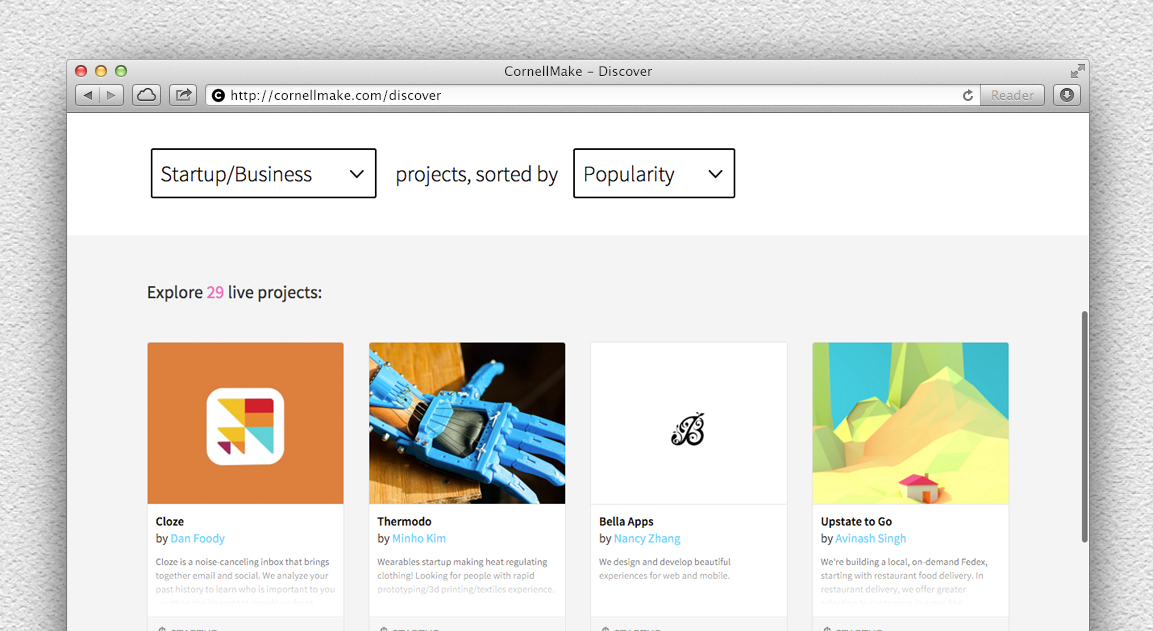 CornellMake – Discover
http://cornellmake.com/discover
Reader
Startup/Business projects, sorted by Popularity
Explore 29 live projects:
Cloze
by Dan Foody
Cloze is a noise-canceling inbox that brings
together email and social. We analyze your
past history to learn who is important to you
Thermodo
by Minho Kim
Wearables startup making heat regulating
clothing! Looking for people with rapid
prototyping/3d printing/textiles experience.
B
Bella Apps
by Nancy Zhang
We design and develop beautiful
experiences for web and mobile.
Upstate to Go
by Avinash Singh
We're building a local, on-demand Fedex,
starting with restaurant food delivery. In
restaurant delivery, we offer greater